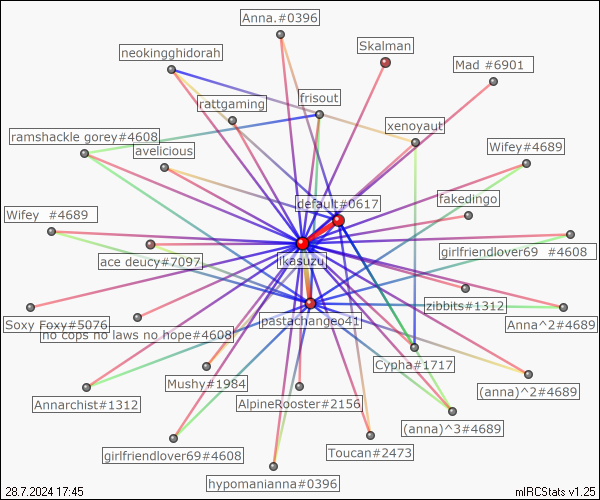 Anna.#0396
Skalman
neokingghidorah
Mad #6901
rattgaming
frisout
xenoyaut
ramshackle gorey#4608
avelicious
Wifey#4689
default#0617
fakedingo
Wifey  #4689
ikasuzu
ace deucy#7097
girlfriendlover69  #4608
zibbits#1312
Soxy Foxy#5076
no cops no laws no hope#4608
pastachangeo41
Anna^2#4689
Cypha#1717
Mushy#1984
(anna)^2#4689
Annarchist#1312
AlpineRooster#2156
(anna)^3#4689
girlfriendlover69#4608
Toucan#2473
hypomanianna#0396
28.7.2024 17:45
mIRCStats v1.25